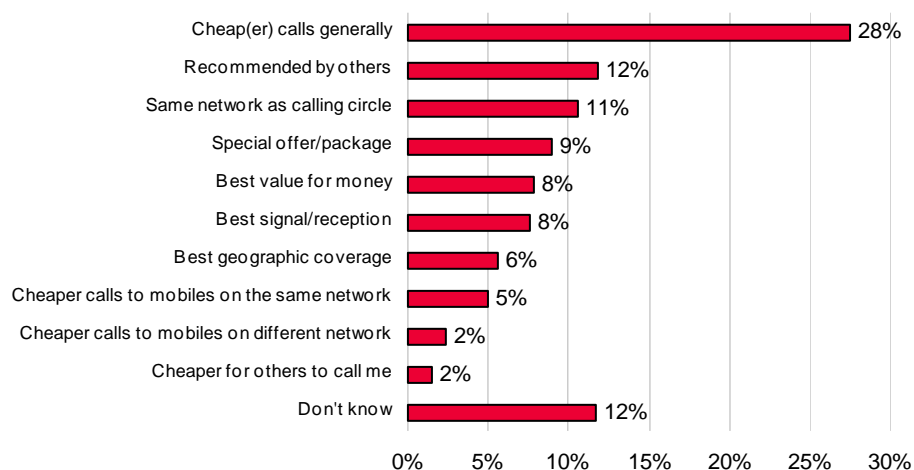 Cheap(er) calls generally 28%
Recommended by others 12%
Same network as calling circle 11%
Special offer/package 9%
Best value for money 8%
Best signal/reception 8%
Best geographic coverage 6%
Cheaper calls to mobiles on the same network 5%
Cheaper calls to mobiles on different network 2%
Cheaper for others to call me 2%
Don't know 12%
0% 5% 10% 15% 20% 25% 30%